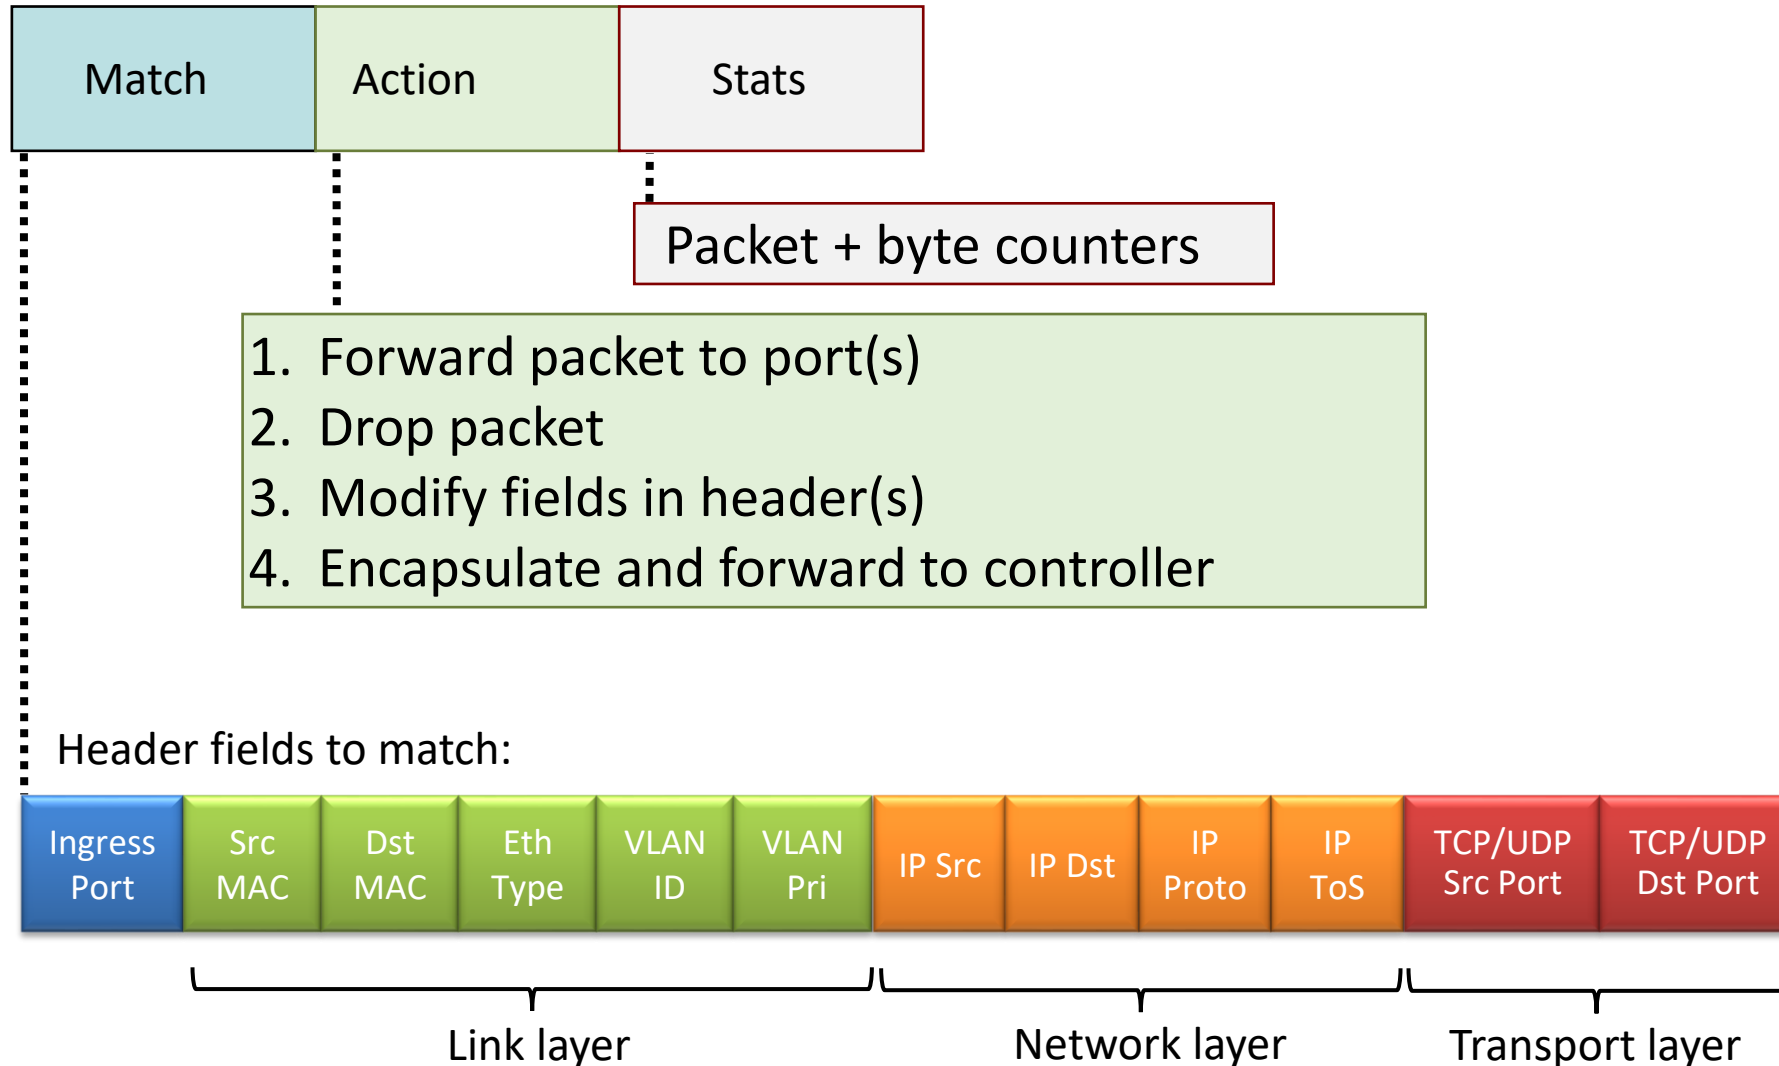 Match Action Stats
Packet + byte counters
1. Forward packet to port(s)
2. Drop packet
3. Modify fields in header(s)
4. Encapsulate and forward to controller
Header fields to match:
Ingress
Port
Src
MAC
Dst
MAC
Eth
Type
VLAN
ID
VLAN
Pri
IP Src
IP Dst
IP
Proto
IP
ToS
TCP/UDP
Src Port
TCP/UDP
Dst Port
Link layer
Network layer
Transport layer